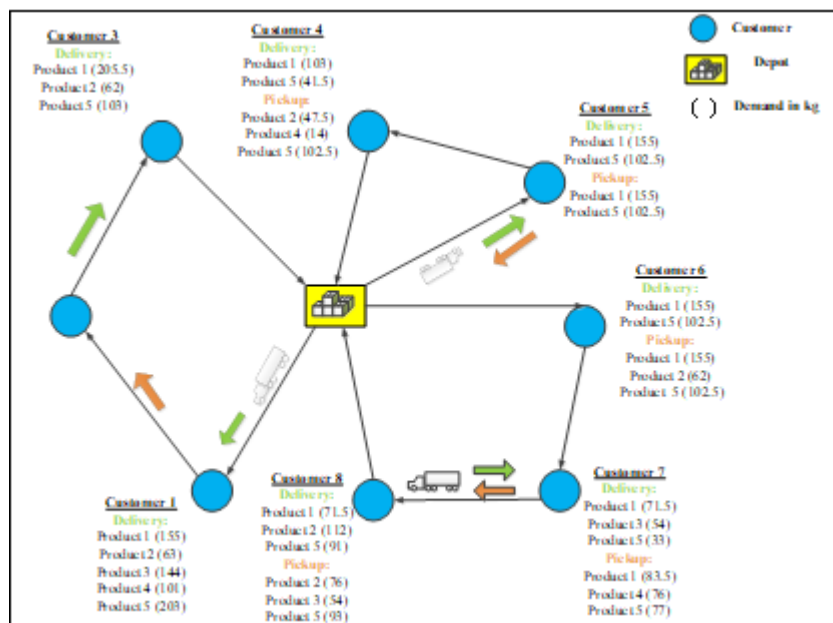 Customer 3
Delivery:
Product 1 (205.5)
Product 2 (62)
Product 5 (103)
Customer 4
Delivery:
Product 1 (103)
Product 5 (41.5)
Pickup:
Product 2 (47.5)
Product 4 (14)
Product 5 (102.5)
Customer
Depot
( ) Demand in kg
Customer 5
Delivery:
Product 1 (155)
Product 5 (102.5)
Pickup:
Product 1 (155)
Product 5 (102.5)
Customer 6
Delivery:
Product 1 (155)
Product 5 (102.5)
Pickup:
Product 1 (155)
Product 2 (62)
Product 5 (102.5)
Customer 1
Delivery:
Product 1 (155)
Product 2 (63)
Product 3 (144)
Product 4 (101)
Product 5 (203)
Customer 8
Delivery:
Product 1 (71.5)
Product 2 (112)
Product 5 (91)
Pickup:
Product 2 (76)
Product 3 (54)
Product 5 (93)
Customer 7
Delivery:
Product 1 (71.5)
Product 3 (54)
Product 5 (33)
Pickup:
Product 1 (83.5)
Product 4 (76)
Product 5 (77)